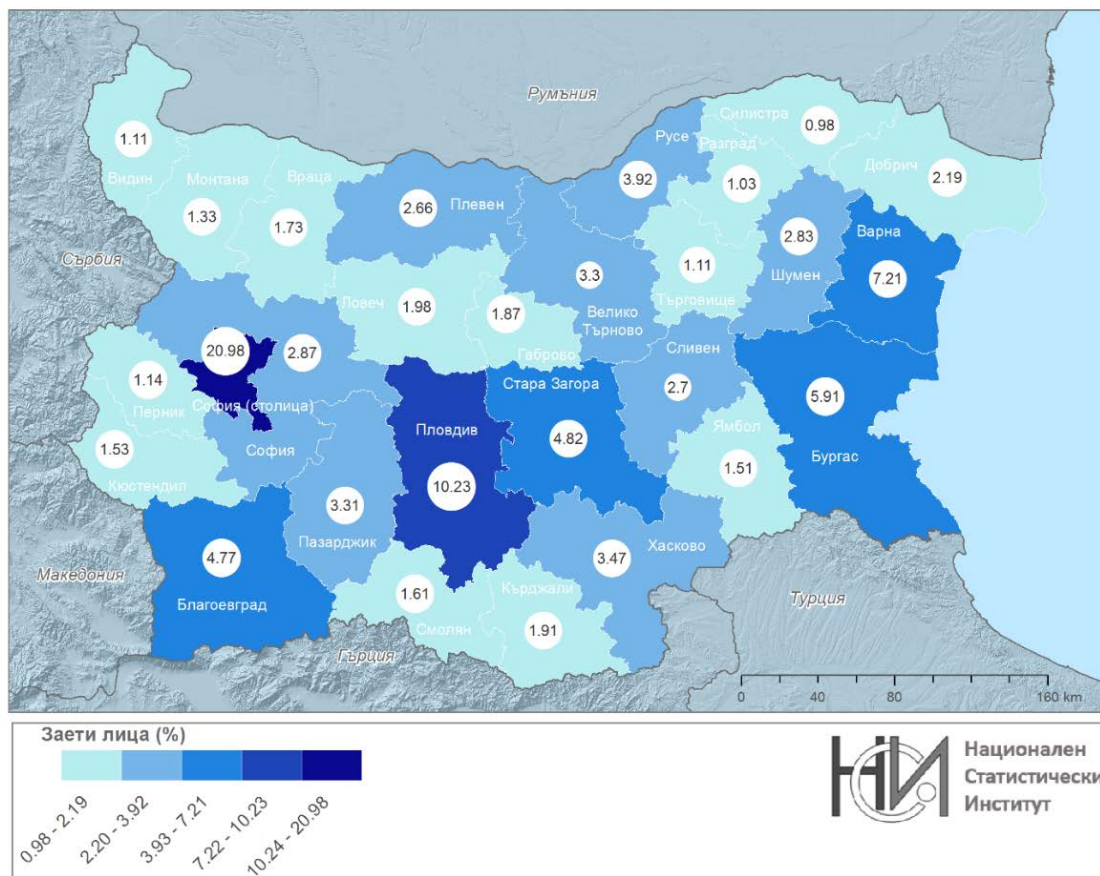 Румъния
Силистра
0.98
Русе
Разград
1.11
3.92
Добрич
Видин
Монтана
Враца
1.03
2.19
2.66
Плевен
1.33
1.73
2.83
Варна
Сърбия
3.3
1.11
Шумен
7.21
Ловеч
1.98
1.87
Велико
Търново
Търговище
20.98
2.87
Габрово
Сливен
1.14
Стара Загора
2.7
5.91
Перник
София (столица)
Пловдив
4.82
Ямбол
1.53
София
1.51
Бургас
Кюстендил
10.23
3.31
Пазарджик
Хасково
4.77
3.47
Македония
Благоевград
1.61
Кърджали
Турция
Смолян
1.91
Гърция
0 40 80 160 km
Заети лица (%)
0.98 - 2.19
2.20 - 3.92
3.93 - 7.21
7.22 - 10.23
10.24 - 20.98
НСИ
Национален
Статистически
Институт